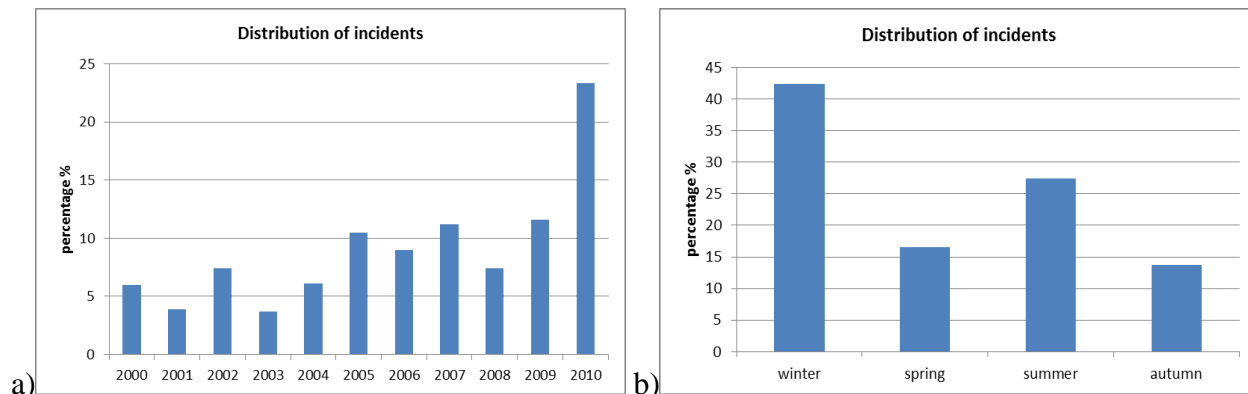 a)
Distribution of incidents
percentage %
25
20
15
10
5
0
2000 2001 2002 2003 2004 2005 2006 2007 2008 2009 2010
b)
Distribution of incidents
percentage %
45
40
35
30
25
20
15
10
5
0
winter spring summer autumn